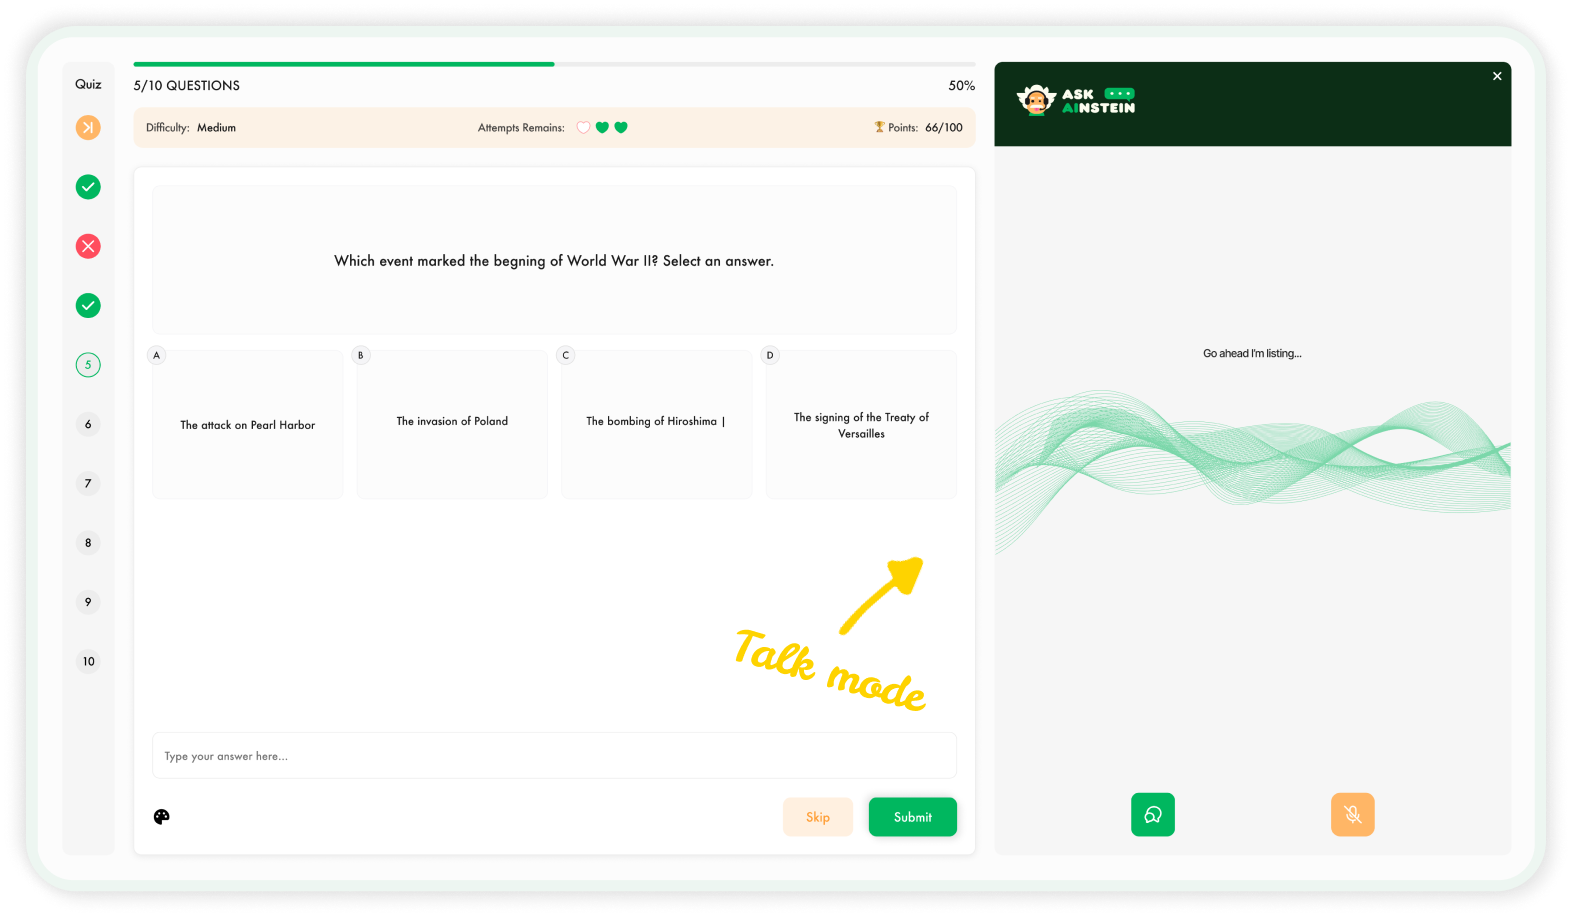 Quiz
5/10 QUESTIONS
50%
Difficulty: Medium
Attempts Remains:
Points: 66/100
Which event marked the begning of World War II? Select an answer.
A
The attack on Pearl Harbor
B
The invasion of Poland
C
The bombing of Hiroshima |
D
The signing of the Treaty of
Versailles
5
6
7
8
9
10
Talk mode
Type your answer here...
Skip
Submit
ASK
AINSTEIN
Go ahead I'm listing...